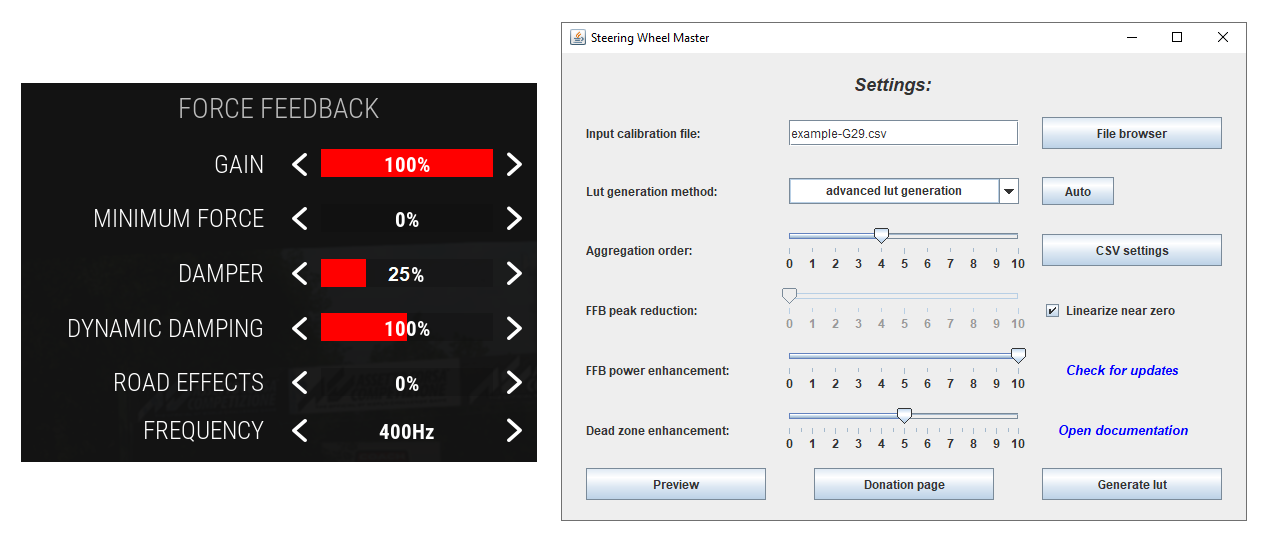 FORCE FEEDBACK
GAIN 100%
MINIMUM FORCE 0%
DAMPER 25%
DYNAMIC DAMPING 100%
ROAD EFFECTS 0%
FREQUENCY 400Hz
Steering Wheel Master
Settings:
Input calibration file: example-G29.csv File browser
Lut generation method: advanced lut generation Auto
Aggregation order: CSV settings
0 1 2 3 4 5 6 7 8 9 10
FFB peak reduction: Linearize near zero
0 1 2 3 4 5 6 7 8 9 10
FFB power enhancement: Check for updates
0 1 2 3 4 5 6 7 8 9 10
Dead zone enhancement: Open documentation
0 1 2 3 4 5 6 7 8 9 10
Preview Donation page Generate lut